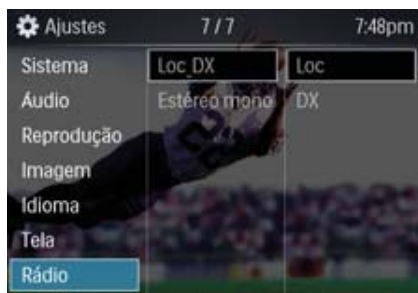 Ajustes 7/7 7:48pm
Sistema Loc_DX Loc
Áudio Estéreo mono DX
Reprodução
Imagem
Idioma
Tela
Rádio